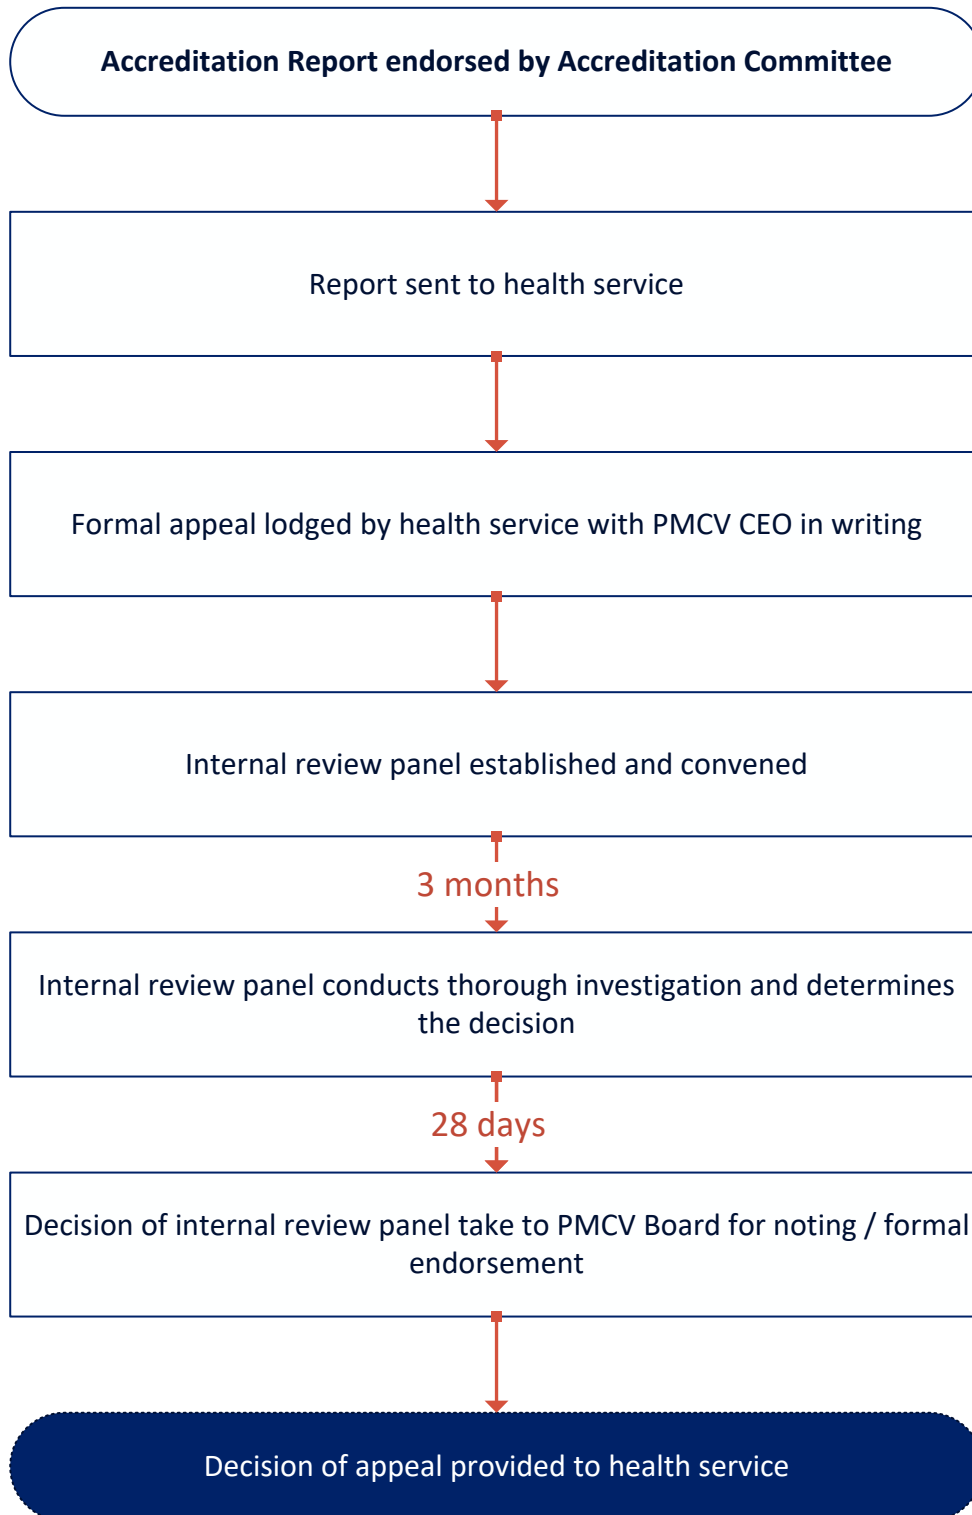 Accreditation Report endorsed by Accreditation Committee
Report sent to health service
Formal appeal lodged by health service with PMCV CEO in writing
Internal review panel established and convened
3 months
Internal review panel conducts thorough investigation and determines
the decision
28 days
Decision of internal review panel take to PMCV Board for noting / formal
endorsement
Decision of appeal provided to health service